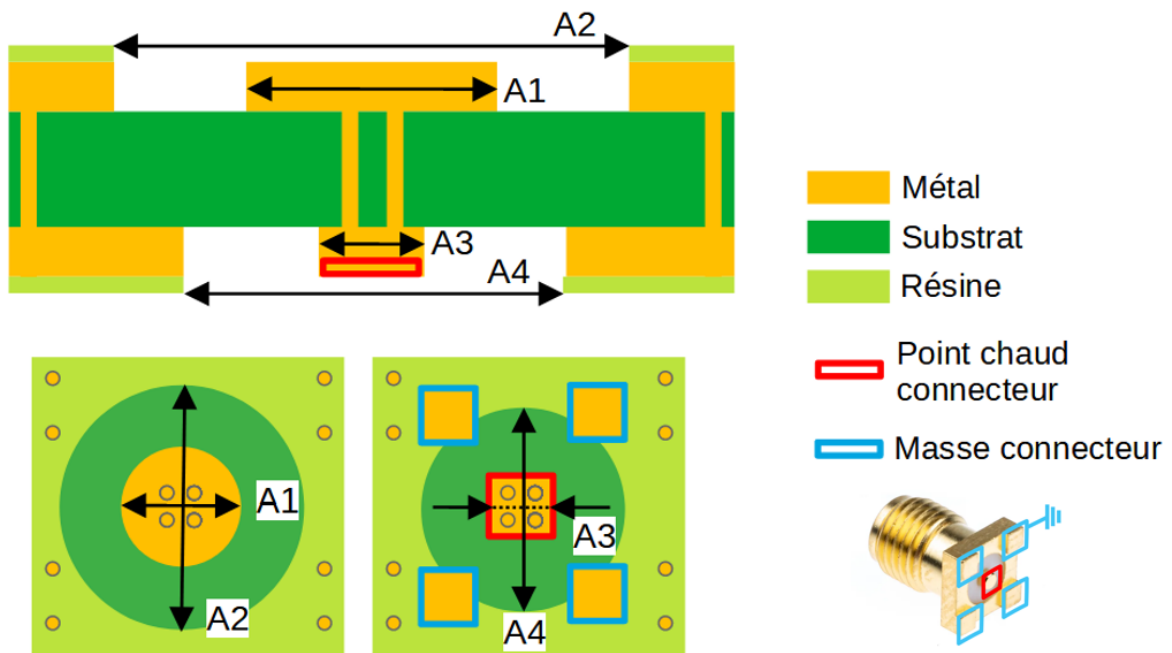 A2
A1
A3
A4
Métal
Substrat
Résine
Point chaud
connecteur
Masse connecteur
A1
A2
A3
A4